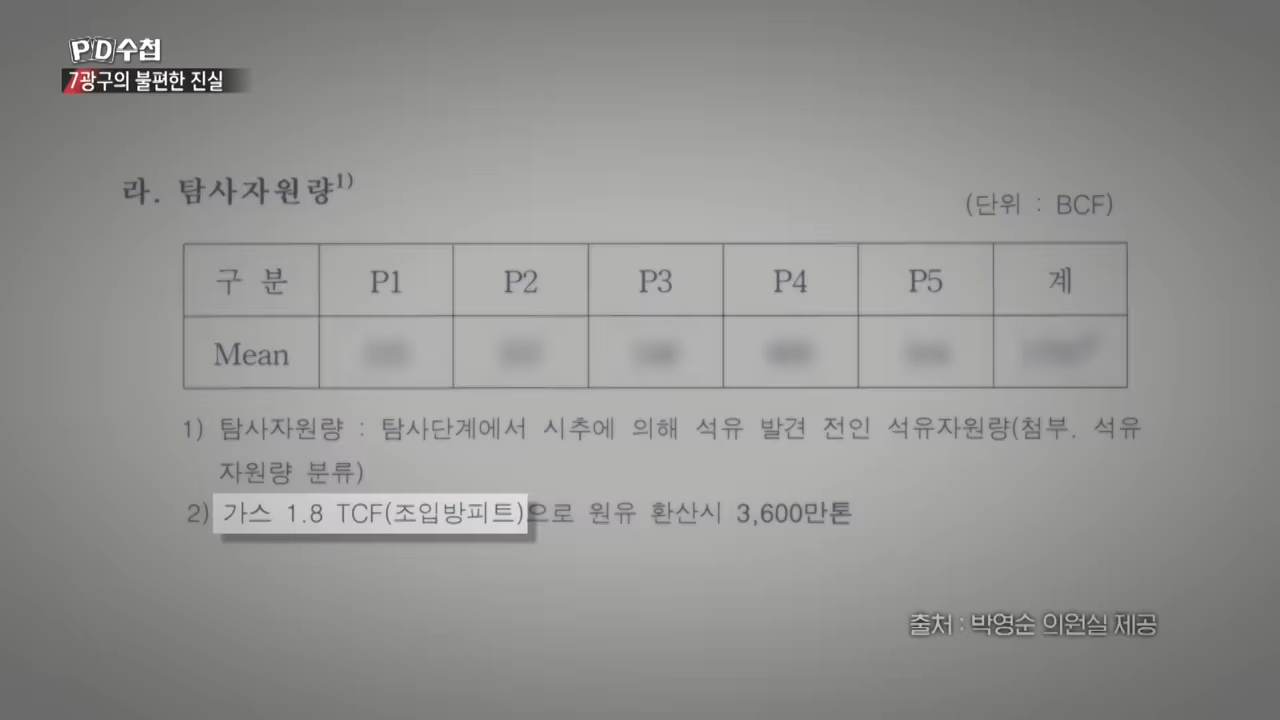 PD수첩
7광구의 불편한 진실
라. 탐사자원량1)
(단위 : BCF)
구 분 P1 P2 P3 P4 P5 계
Mean
1) 탐사자원량 : 탐사단계에서 시추에 의해 석유 발견 전인 석유자원량(첨부. 석유
자원량 분류)
2) 가스 1.8 TCF(조입방피트)으로 원유 환산시 3,600만톤
출처 : 박영순 의원실 제공